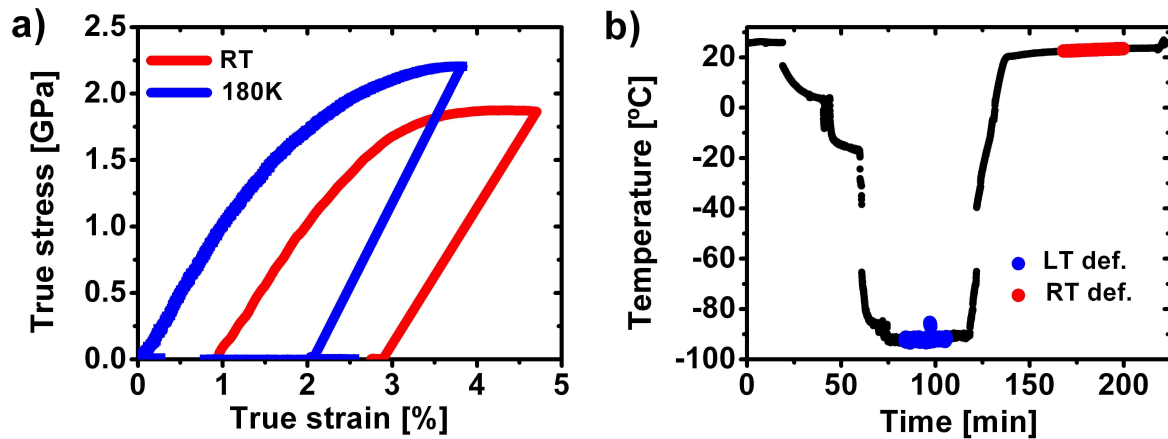 a)
True stress [GPa]
2.5
2.0
1.5
1.0
0.5
0.0
RT
180K
0
1
2
3
4
5
True strain [%]
b)
Temperature [ºC]
20
0
-20
-40
-60
-80
-100
LT def.
RT def.
0
50
100
150
200
Time [min]